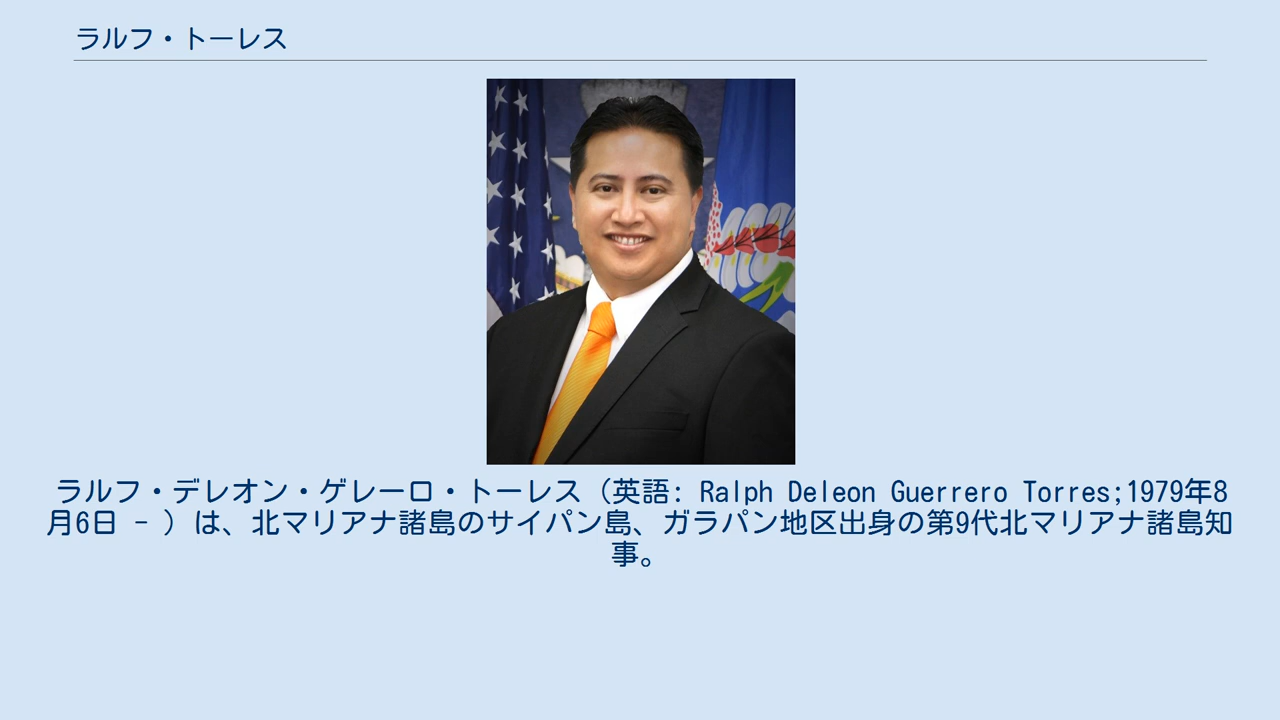 ラルフ・トーレス
ラルフ・デレオン・ゲレーロ・トーレス（英語: Ralph Deleon Guerrero Torres;1979年8
月6日 - ）は、北マリアナ諸島のサイパン島、ガラパン地区出身の第9代北マリアナ諸島知
事。